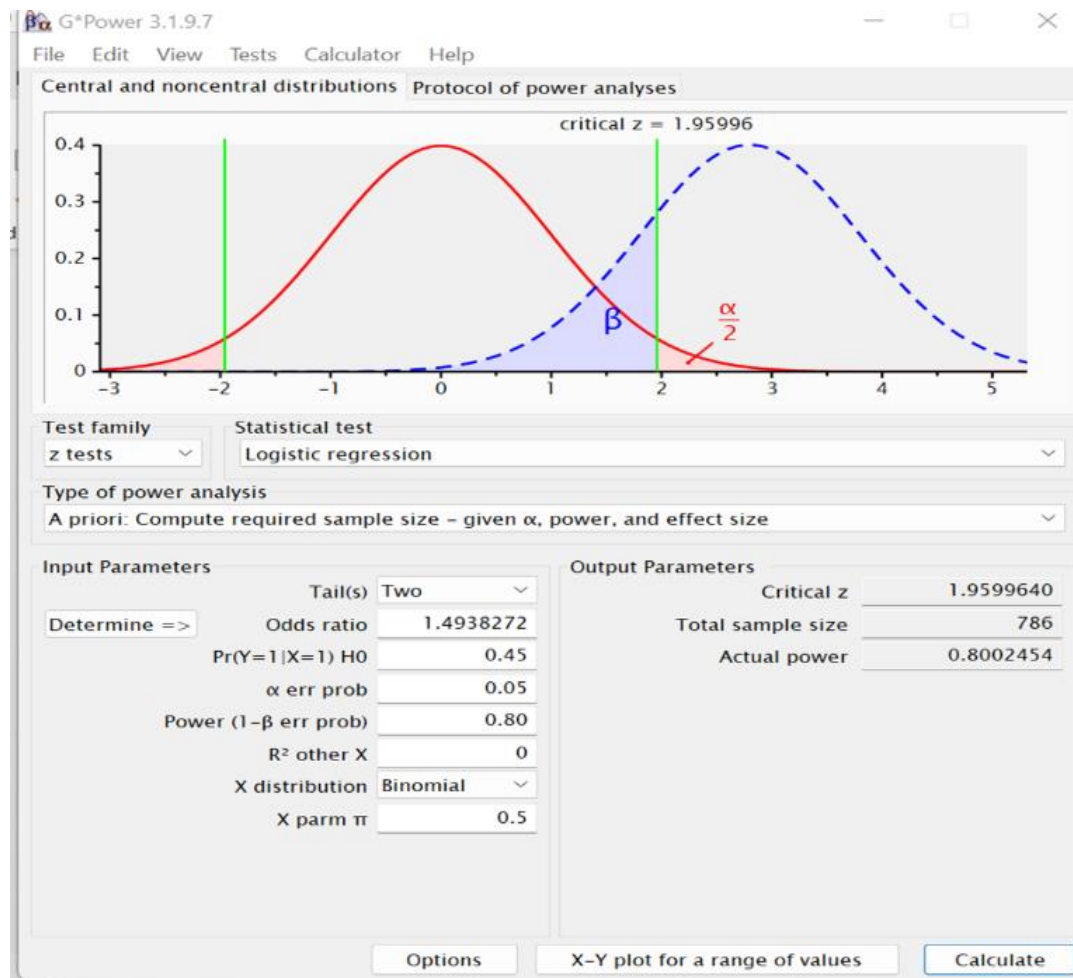 βα G*Power 3.1.9.7
File Edit View Tests Calculator Help
Central and noncentral distributions Protocol of power analyses
critical z = 1.95996
0.4
0.3
0.2
0.1
0
β
α
2
-3 -2 -1 0 1 2 3 4 5
Test family Statistical test
z tests Logistic regression
Type of power analysis
A priori: Compute required sample size – given α, power, and effect size
Input Parameters Output Parameters
Tail(s) Two Critical z 1.9599640
Determine => Odds ratio 1.4938272 Total sample size 786
Pr(Y=1|X=1) H0 0.45 Actual power 0.8002454
α err prob 0.05
Power (1-β err prob) 0.80
R² other X 0
X distribution Binomial
X parm π 0.5
Options X-Y plot for a range of values Calculate